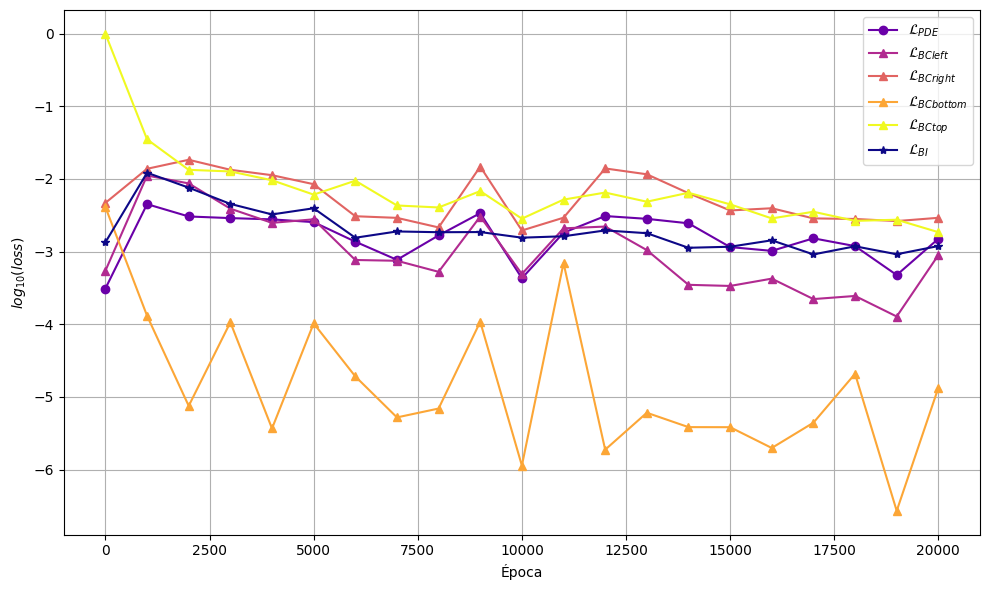 0
−1
−2
−3
−4
−5
−6
log₁₀(loss)
0
2500
5000
7500
10000
12500
15000
17500
20000
Época
ℒ_PDE
ℒ_BCleft
ℒ_BCright
ℒ_BCbottom
ℒ_BCtop
ℒ_BI